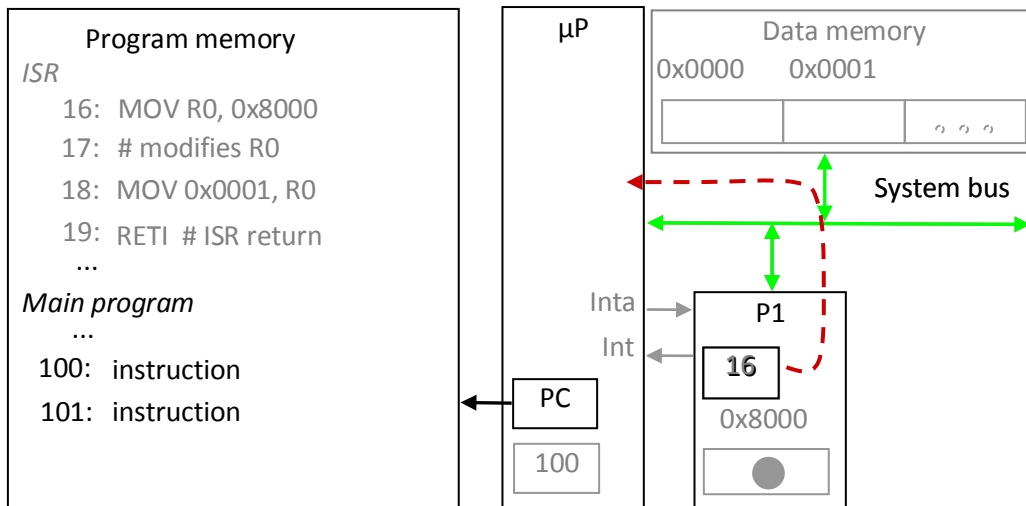 Program memory
ISR
16: MOV R0, 0x8000
17: # modifies R0
18: MOV 0x0001, R0
19: RETI # ISR return
...
Main program
...
100: instruction
101: instruction
µP
PC
100
Data memory
0x0000 0x0001
System bus
Inta
Int
P1
16
0x8000